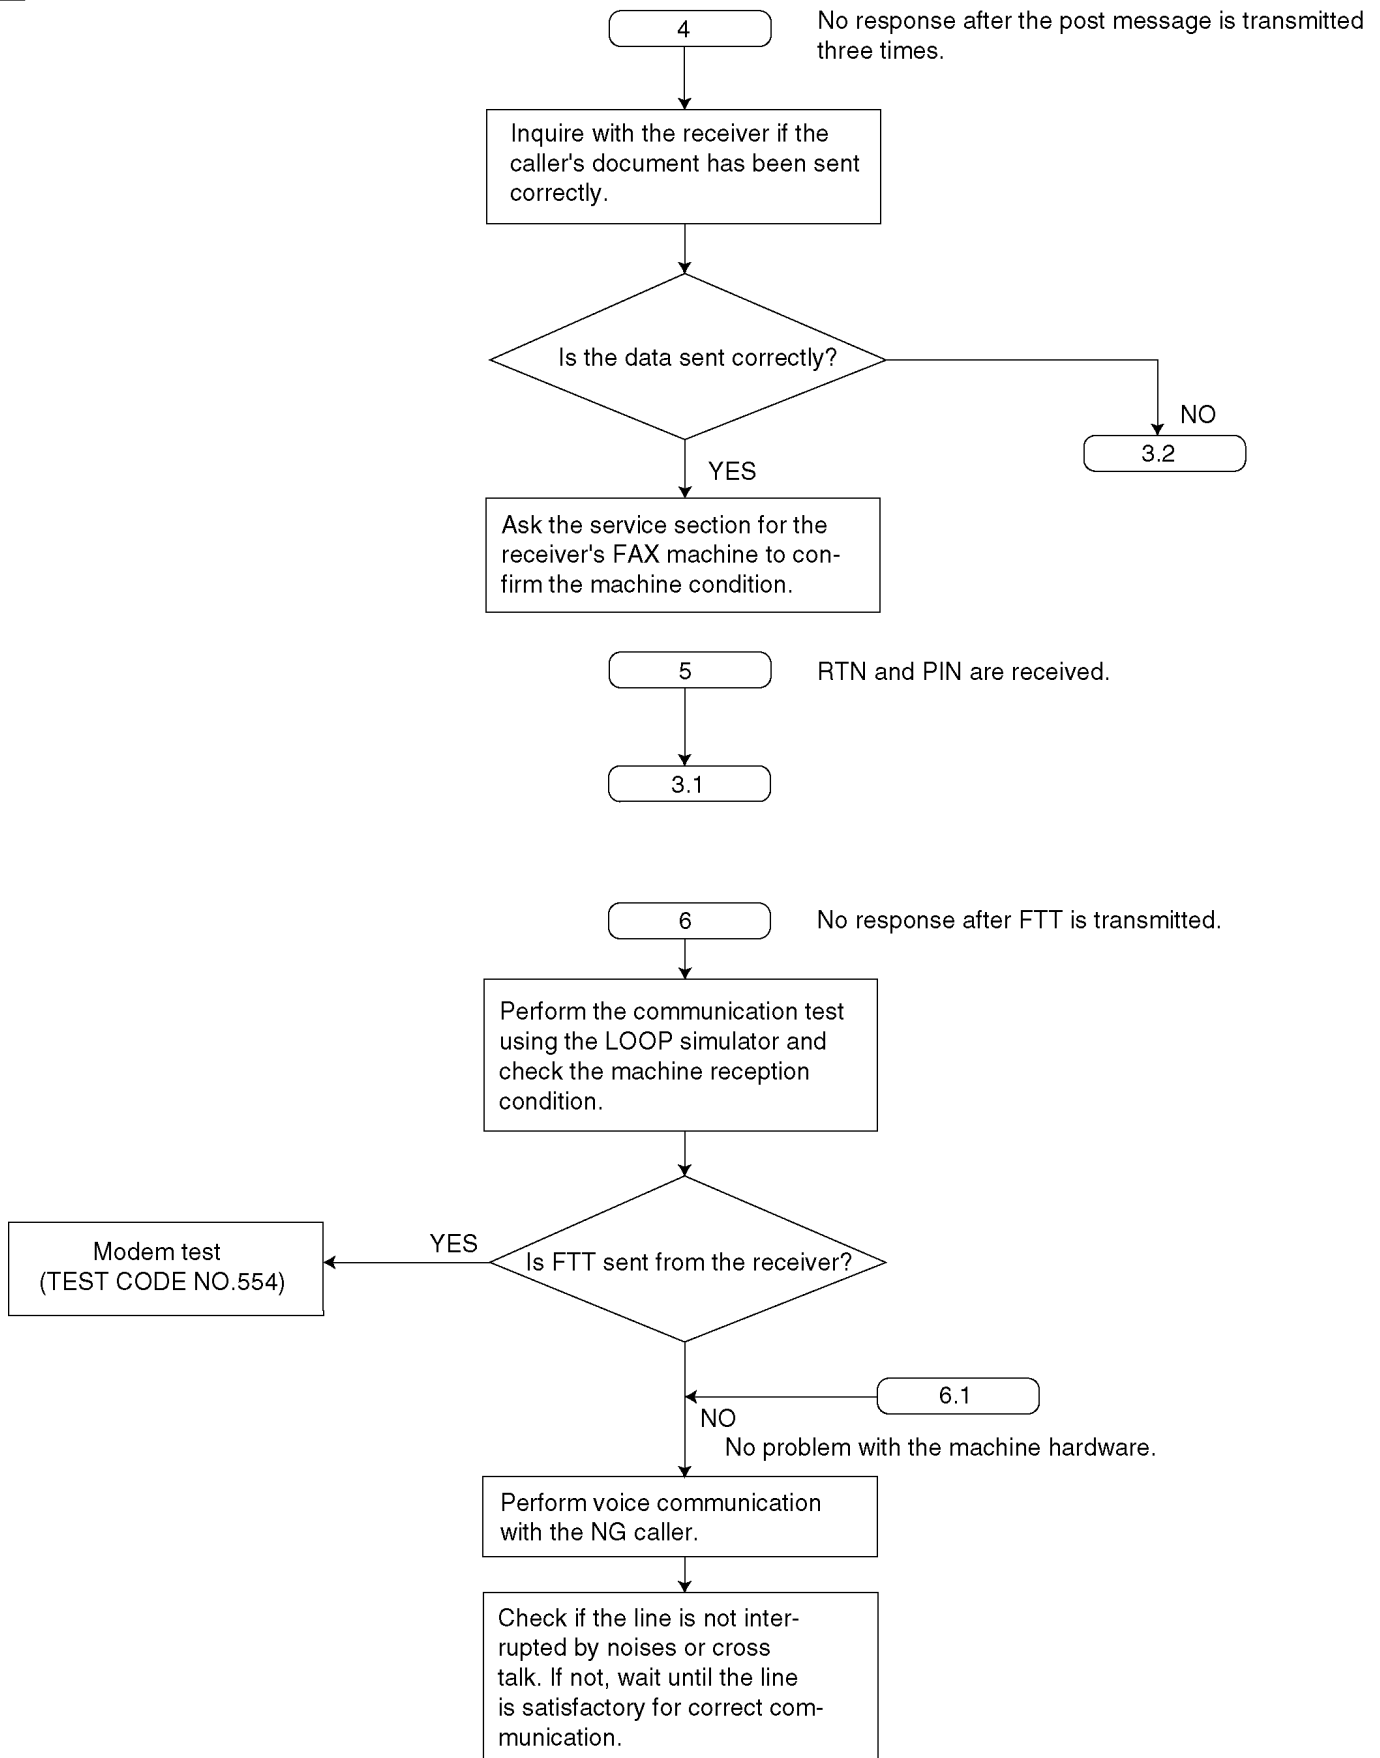 4
No response after the post message is transmitted
three times.
Inquire with the receiver if the
caller's document has been sent
correctly.
Is the data sent correctly?
NO
3.2
YES
Ask the service section for the
receiver's FAX machine to con-
firm the machine condition.
5
RTN and PIN are received.
3.1
6
No response after FTT is transmitted.
Perform the communication test
using the LOOP simulator and
check the machine reception
condition.
YES
Modem test
(TEST CODE NO.554)
Is FTT sent from the receiver?
6.1
NO
No problem with the machine hardware.
Perform voice communication
with the NG caller.
Check if the line is not inter-
rupted by noises or cross
talk. If not, wait until the line
is satisfactory for correct com-
munication.